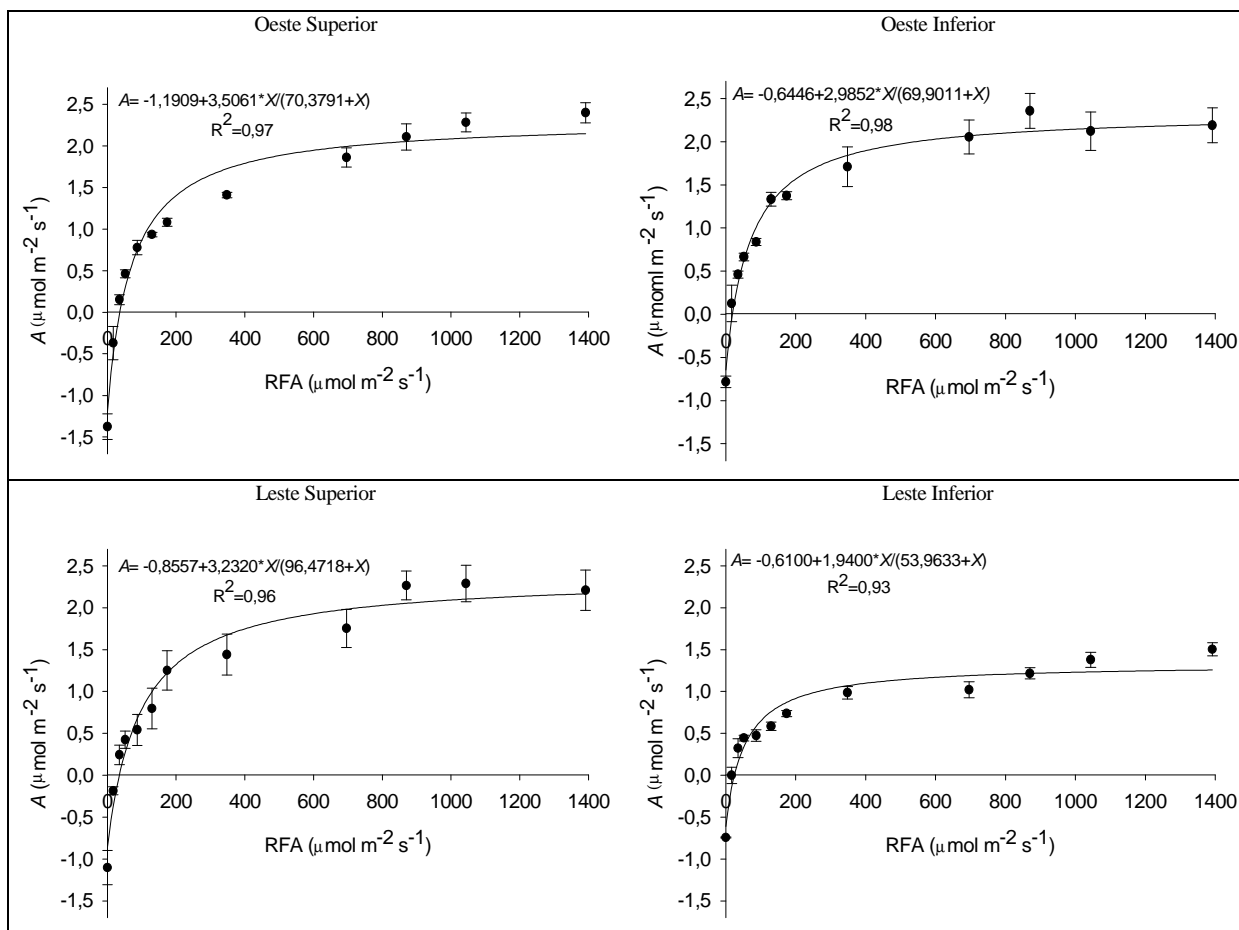 Oeste Superior
A= -1,1909+3,5061*X/(70,3791+X)
R2=0,97
2,5
2,0
1,5
1,0
0,5
0,0
-0,5
-1,0
-1,5
A (μmol m-2 s-1)
0 200 400 600 800 1000 1200 1400
RFA (μmol m-2 s-1)
Oeste Inferior
A= -0,6446+2,9852*X/(69,9011+X)
R2=0,98
2,5
2,0
1,5
1,0
0,5
0,0
-0,5
-1,0
-1,5
A (μmoml m-2 s-1)
0 200 400 600 800 1000 1200 1400
RFA (μmol m-2 s-1)
Leste Superior
A= -0,8557+3,2320*X/(96,4718+X)
R2=0,96
2,5
2,0
1,5
1,0
0,5
0,0
-0,5
-1,0
-1,5
A (μmol m-2 s-1)
0 200 400 600 800 1000 1200 1400
RFA (μmol m-2 s-1)
Leste Inferior
A= -0,6100+1,9400*X/(53,9633+X)
R2=0,93
2,5
2,0
1,5
1,0
0,5
0,0
-0,5
-1,0
-1,5
A (μmol m-2 s-1)
0 200 400 600 800 1000 1200 1400
RFA (μmol m-2 s-1)